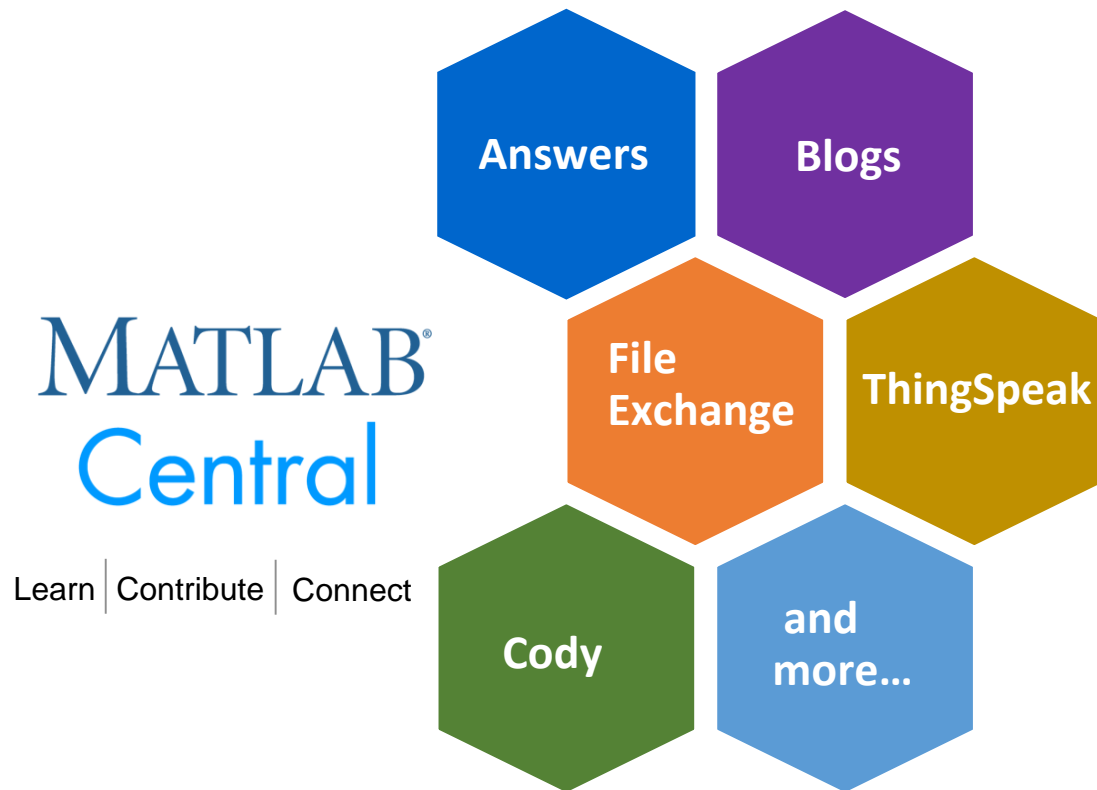 MATLAB®
Central
Learn | Contribute | Connect
Answers
Blogs
File
Exchange
ThingSpeak
Cody
and
more...